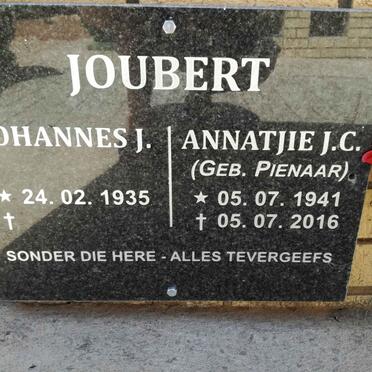 JOUBERT
OHANNES J. ANNATJIE J.C.
(GEB. PIENAAR)
★ 24. 02. 1935 ★ 05. 07. 1941
† † 05. 07. 2016
SONDER DIE HERE - ALLES TEVERGEEFS